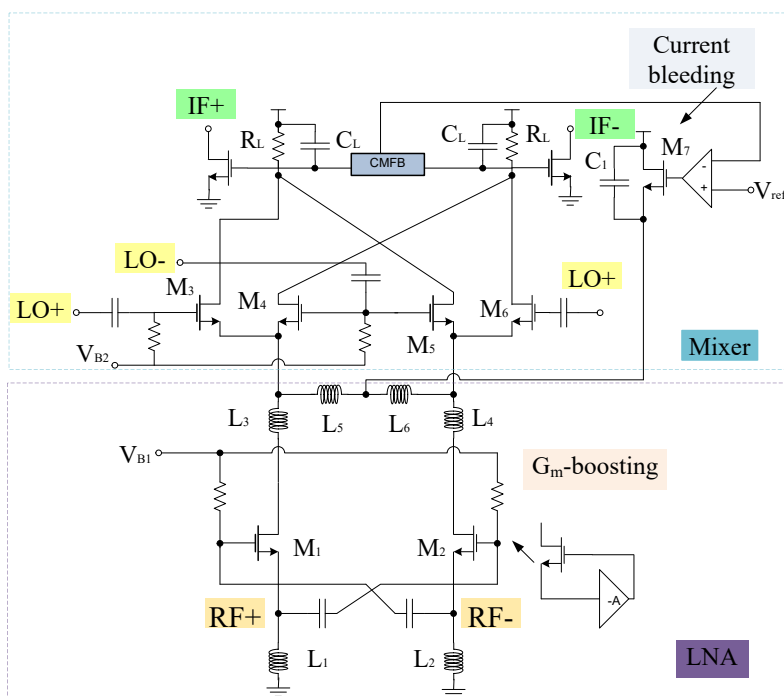 Current
bleeding
IF+
IF-
RL
CL
CL
RL
CMFB
C1
M7
-
+
Vref
LO-
LO+
M3
M4
M5
M6
LO+
VB2
Mixer
L3
L5
L6
L4
VB1
Gm-boosting
M1
M2
-A
RF+
RF-
L1
L2
LNA